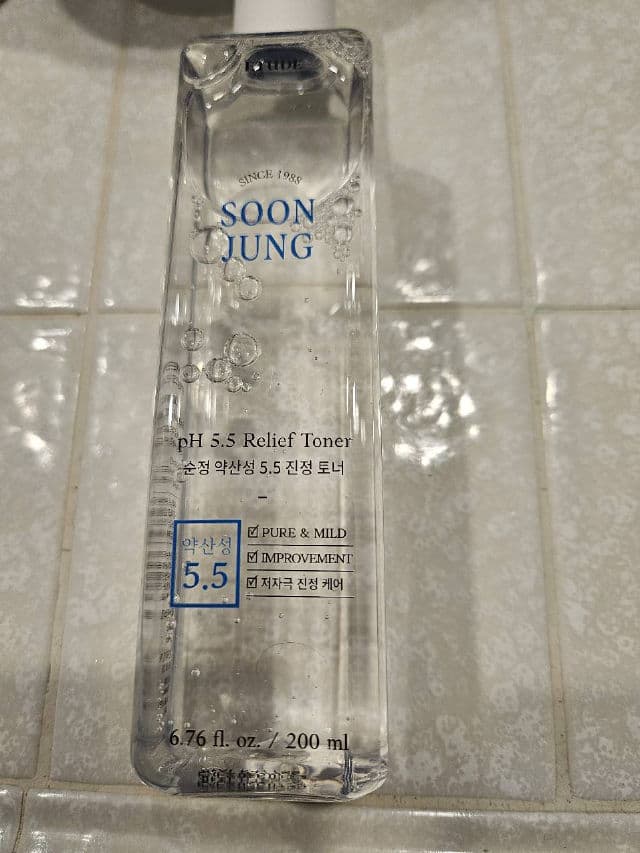 ETUDE
SINCE 1988
SOON
JUNG
pH 5.5 Relief Toner
순정 약산성 5.5 진정 토너
약산성
5.5
PURE & MILD
IMPROVEMENT
저자극 진정 케어
6.76 fl. oz. / 200 ml